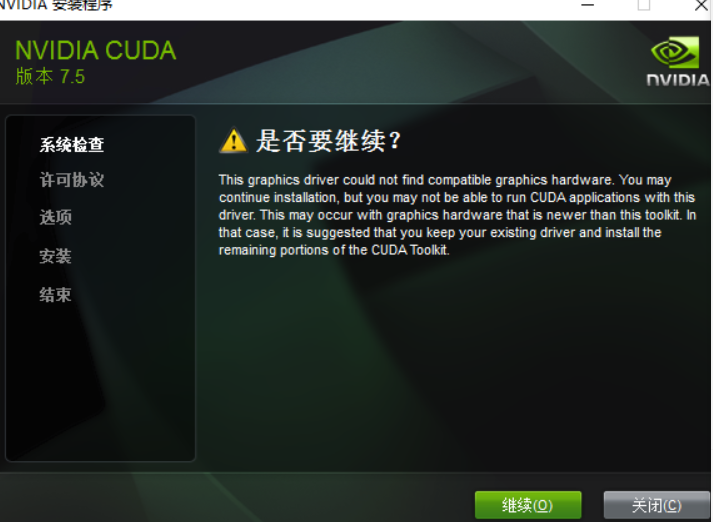 NVIDIA 安装程序
NVIDIA CUDA
版本 7.5
NVIDIA
系统检查
许可协议
选项
安装
结束
是否要继续？
This graphics driver could not find compatible graphics hardware. You may
continue installation, but you may not be able to run CUDA applications with this
driver. This may occur with graphics hardware that is newer than this toolkit. In
that case, it is suggested that you keep your existing driver and install the
remaining portions of the CUDA Toolkit.
继续(O)
关闭(C)